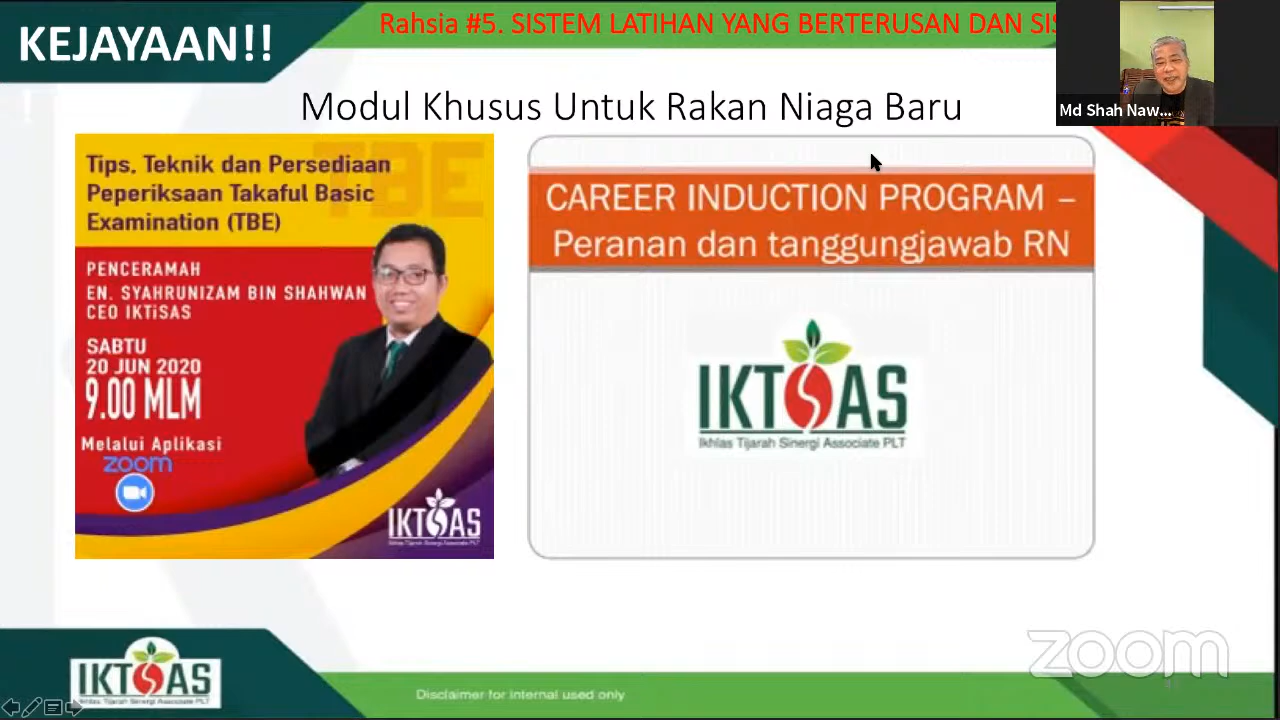 KEJAYAAN!!
Rahsia #5. SISTEM LATIHAN YANG BERTERUSAN DAN
Md Shah Naw...
Modul Khusus Untuk Rakan Niaga Baru
TBE
Tips, Teknik dan Persediaan
Peperiksaan Takaful Basic
Examination (TBE)
PENCERAMAH
EN. SYAHRUNIZAM BIN SHAHWAN
CEO IKTiSAS
SABTU
20 JUN 2020
9.00 MLM
Melalui Aplikasi
zoom
IKTiSAS
Ikhlas Tijarah Sinergi Associate PLT
CAREER INDUCTION PROGRAM –
Peranan dan tanggungjawab RN
IKTiSAS
Ikhlas Tijarah Sinergi Associate PLT
IKTiSAS
Ikhlas Tijarah Sinergi Associate PLT
Disclaimer for internal used only
zoom